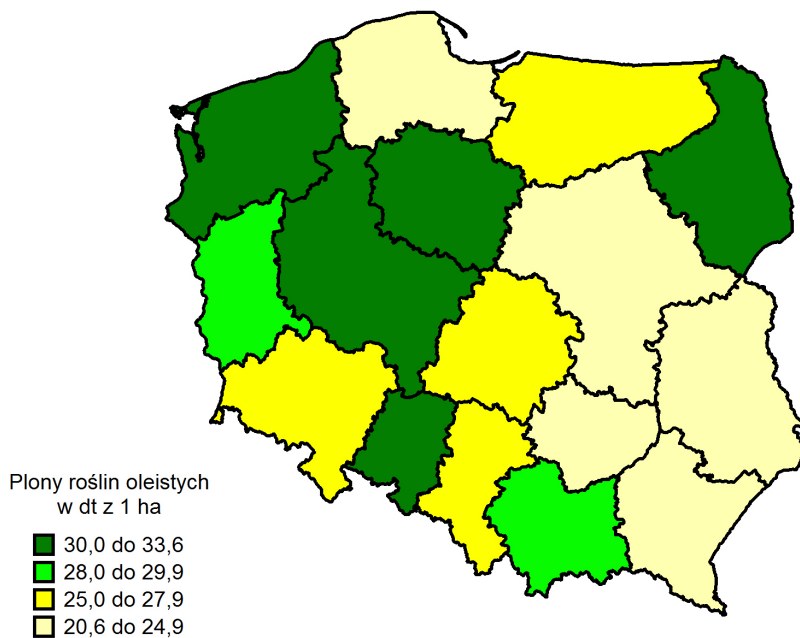 Plony roślin oleistych
w dt z 1 ha
30,0 do 33,6
28,0 do 29,9
25,0 do 27,9
20,6 do 24,9